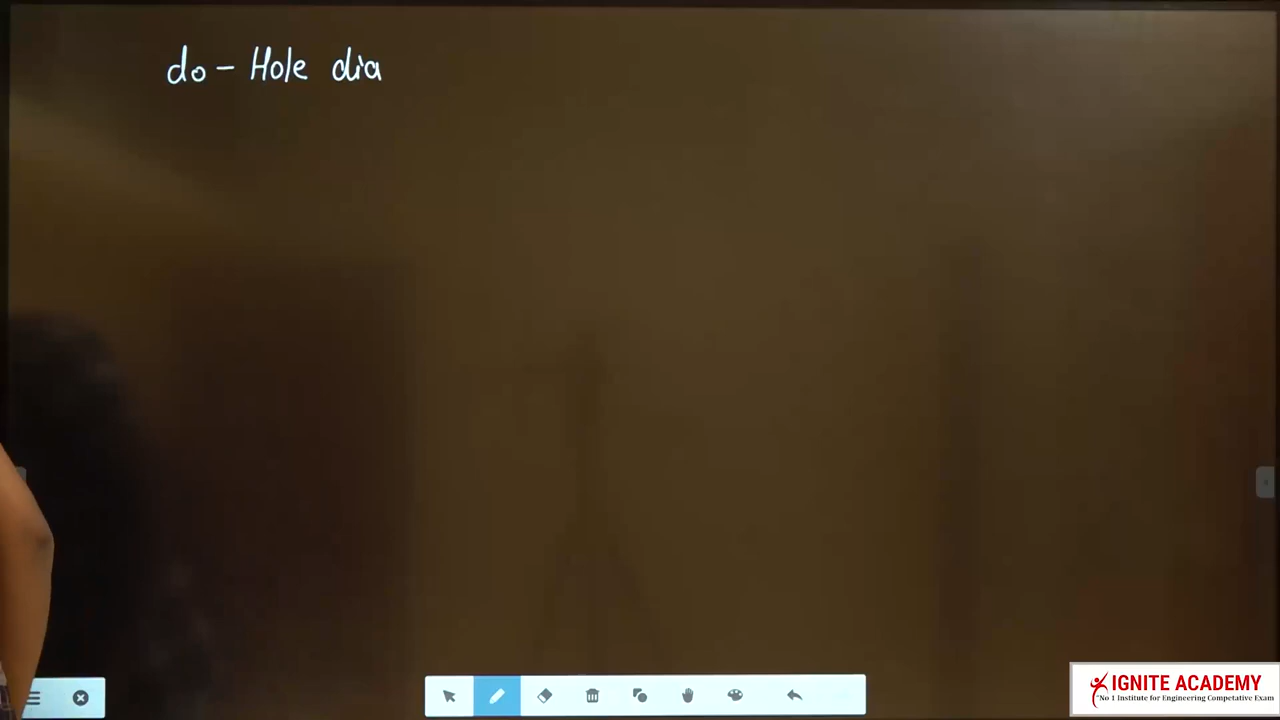 do - Hole dia
IGNITE ACADEMY
"No 1 Institute for Engineering Competative Exam